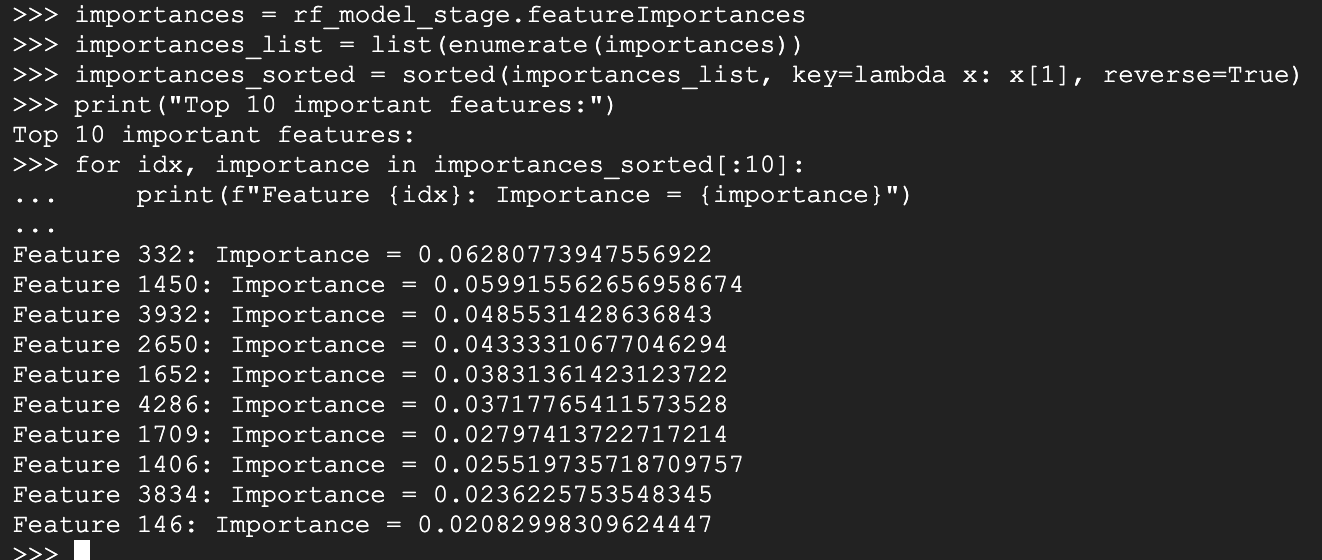 >>> importances = rf_model_stage.featureImportances
>>> importances_list = list(enumerate(importances))
>>> importances_sorted = sorted(importances_list, key=lambda x: x[1], reverse=True)
>>> print("Top 10 important features:")
Top 10 important features:
>>> for idx, importance in importances_sorted[:10]:
...     print(f"Feature {idx}: Importance = {importance}")
...
Feature 332: Importance = 0.06280773947556922
Feature 1450: Importance = 0.059915562656958674
Feature 3932: Importance = 0.0485531428636843
Feature 2650: Importance = 0.04333310677046294
Feature 1652: Importance = 0.03831361423123722
Feature 4286: Importance = 0.03717765411573528
Feature 1709: Importance = 0.02797413722717214
Feature 1406: Importance = 0.025519735718709757
Feature 3834: Importance = 0.0236225753548345
Feature 146: Importance = 0.02082998309624447
>>>